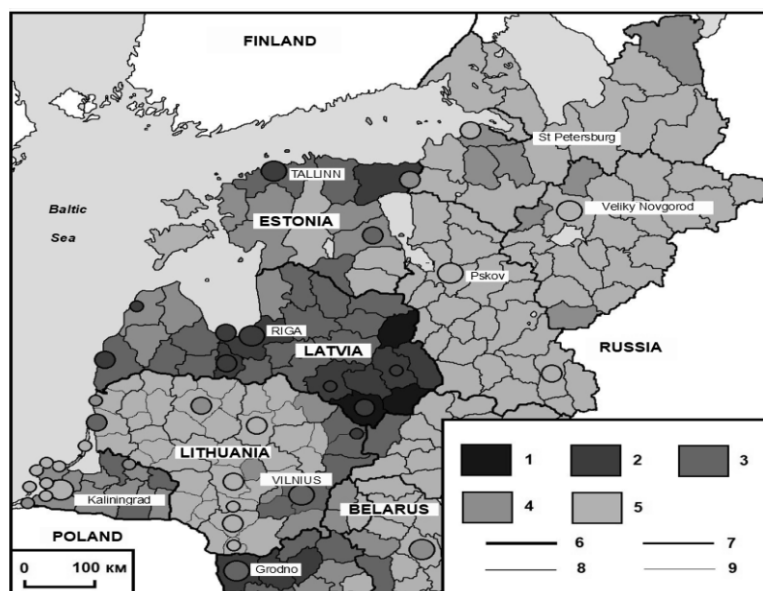 FINLAND
St Petersburg
TALLINN
Baltic
Sea
ESTONIA
Veliky Novgorod
Pskov
RIGA
LATVIA
RUSSIA
LITHUANIA
VILNIUS
Kaliningrad
BELARUS
POLAND
Grodno
0 100 КМ
1 2 3
4 5
6 7
8 9